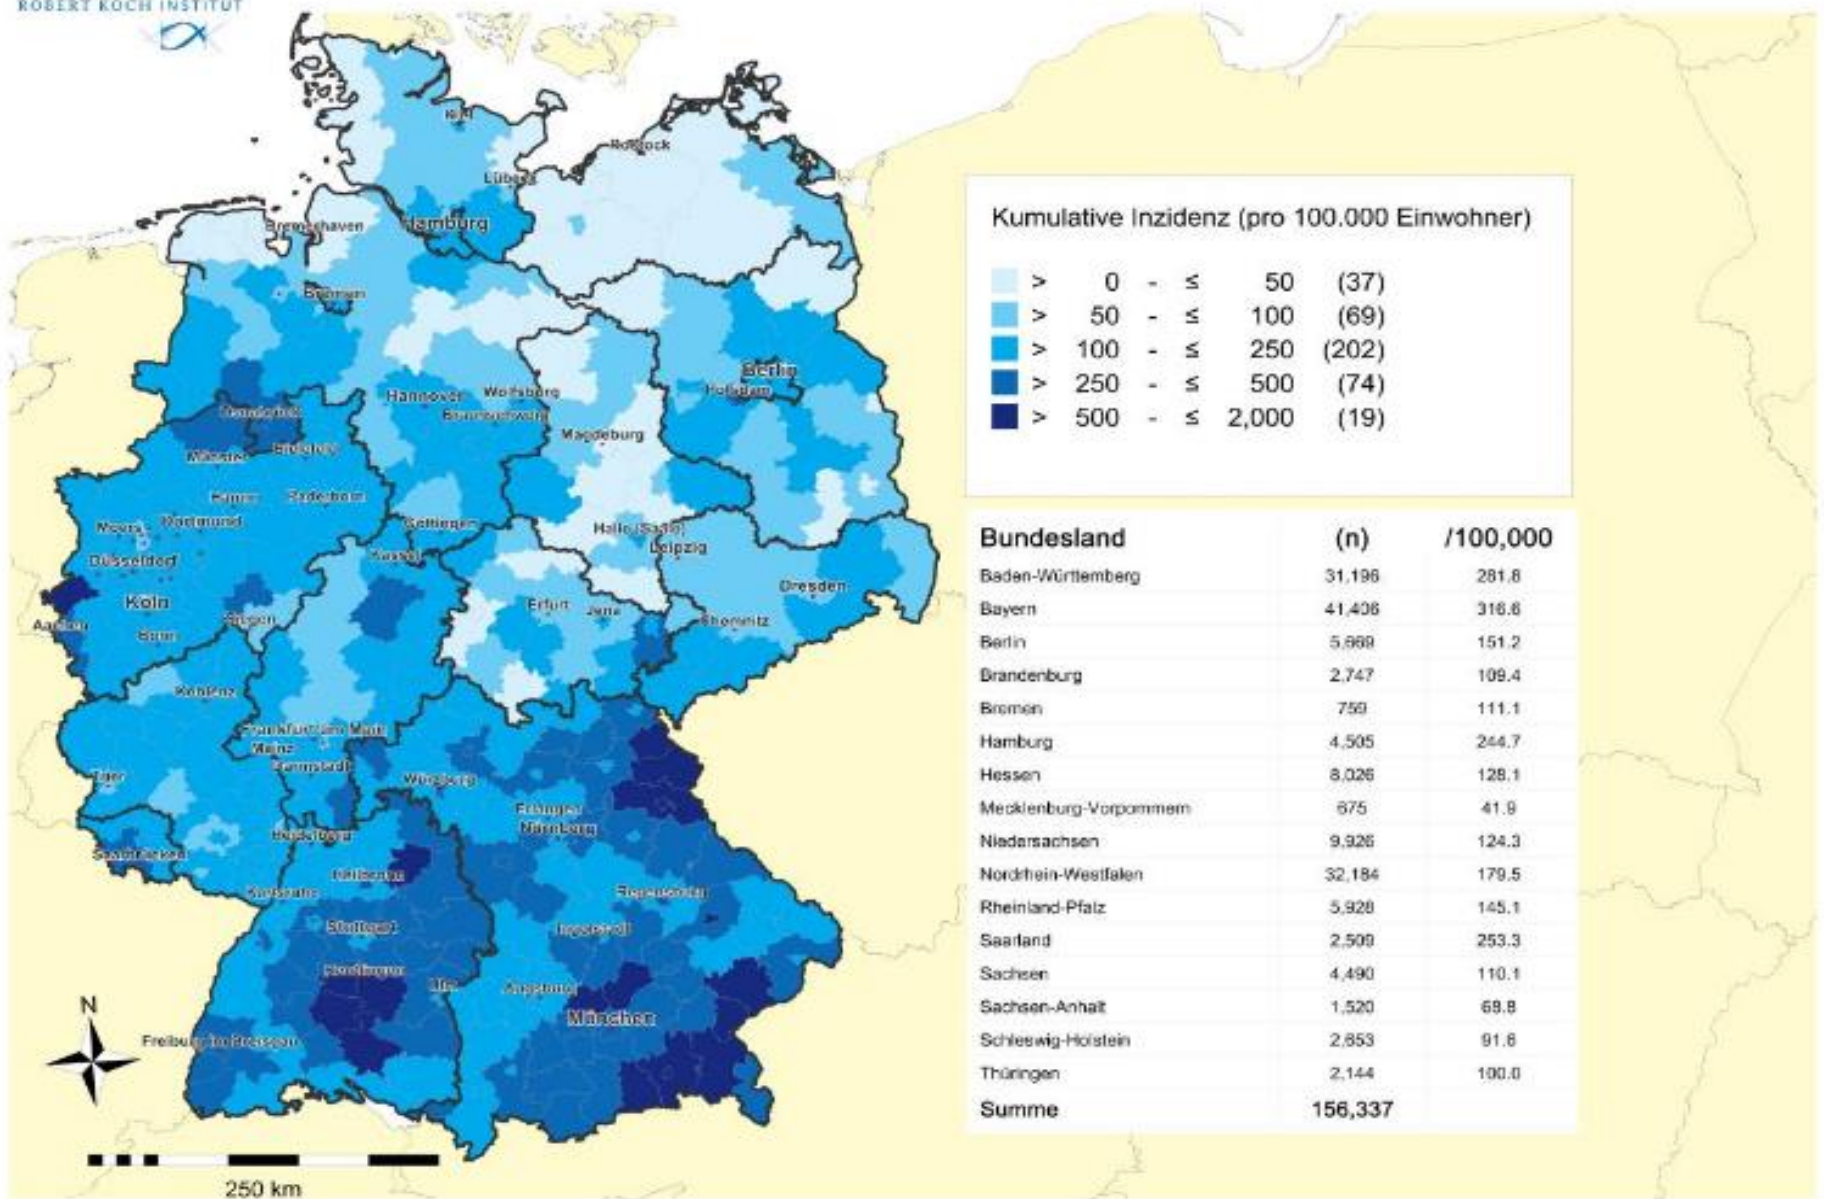 ROBERT KOCH INSTITUT
Kiel
Rostock
Lübeck
Hamburg
Bremerhaven
Bremen
Berlin
Potsdam
Hannover
Wolfsburg
Braunschweig
Osnabrück
Magdeburg
Münster
Bielefeld
Hamm
Paderborn
Göttingen
Moers
Dortmund
Halle (Saale)
Leipzig
Düsseldorf
Kassel
Dresden
Köln
Erfurt
Jena
Aachen
Siegen
Chemnitz
Bonn
Koblenz
Frankfurt am Main
Mainz
Darmstadt
Trier
Würzburg
Erlangen
Nürnberg
Heidelberg
Saarbrücken
Heilbronn
Karlsruhe
Regensburg
Stuttgart
Ingolstadt
Reutlingen
Ulm
Augsburg
München
Freiburg im Breisgau
N
250 km
Kumulative Inzidenz (pro 100.000 Einwohner)
> 0 - ≤ 50 (37)
> 50 - ≤ 100 (69)
> 100 - ≤ 250 (202)
> 250 - ≤ 500 (74)
> 500 - ≤ 2,000 (19)
Bundesland (n) /100,000
Baden-Württemberg 31,196 281.8
Bayern 41,406 316.6
Berlin 5,669 151.2
Brandenburg 2,747 109.4
Bremen 759 111.1
Hamburg 4,505 244.7
Hessen 8,026 128.1
Mecklenburg-Vorpommern 675 41.9
Niedersachsen 9,926 124.3
Nordrhein-Westfalen 32,184 179.5
Rheinland-Pfalz 5,928 145.1
Saarland 2,509 253.3
Sachsen 4,490 110.1
Sachsen-Anhalt 1,520 68.8
Schleswig-Holstein 2,653 91.6
Thüringen 2,144 100.0
Summe 156,337